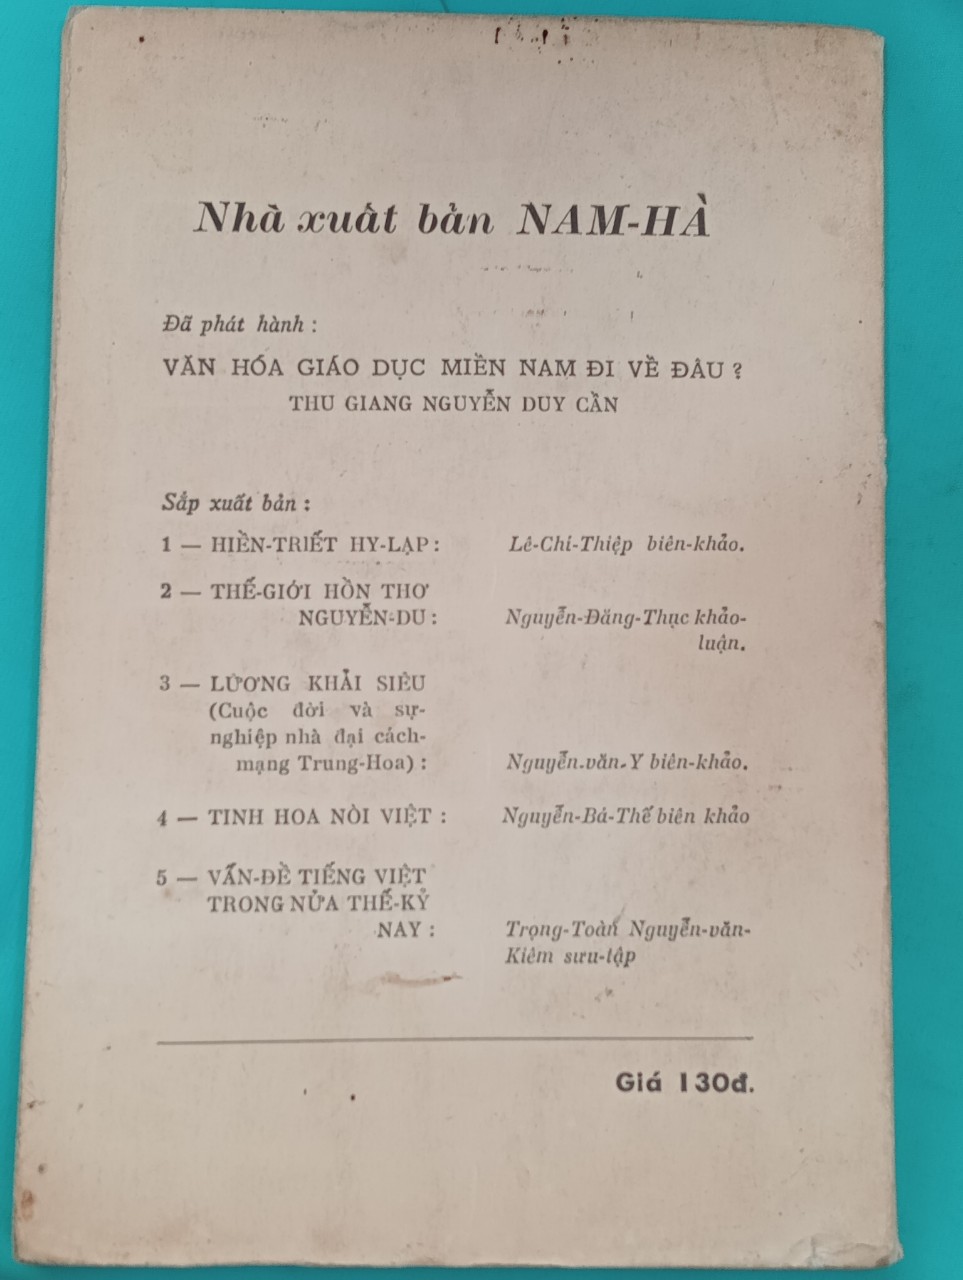 Nhà xuất bản NAM-HÀ
Đã phát hành :
VĂN HÓA GIÁO DỤC MIỀN NAM ĐI VỀ ĐÂU ?
THU GIANG NGUYỄN DUY CẦN
Sắp xuất bản :
1 — HIỀN-TRIẾT HY-LẠP : Lê-Chí-Thiệp biên-khảo.
2 — THẾ-GIỚI HỒN THƠ
NGUYỄN-DU : Nguyễn-Đăng-Thục khảo-
luận.
3 — LƯƠNG KHẢI SIÊU
(Cuộc đời và sự-
nghiệp nhà đại cách-
mạng Trung-Hoa) : Nguyễn-văn-Y biên-khảo.
4 — TINH HOA NÒI VIỆT : Nguyễn-Bá-Thế biên khảo
5 — VẤN-ĐỀ TIẾNG VIỆT
TRONG NỬA THẾ-KỶ
NAY : Trọng-Toàn Nguyễn-văn-
Kiêm sưu-tập
Giá 130đ.